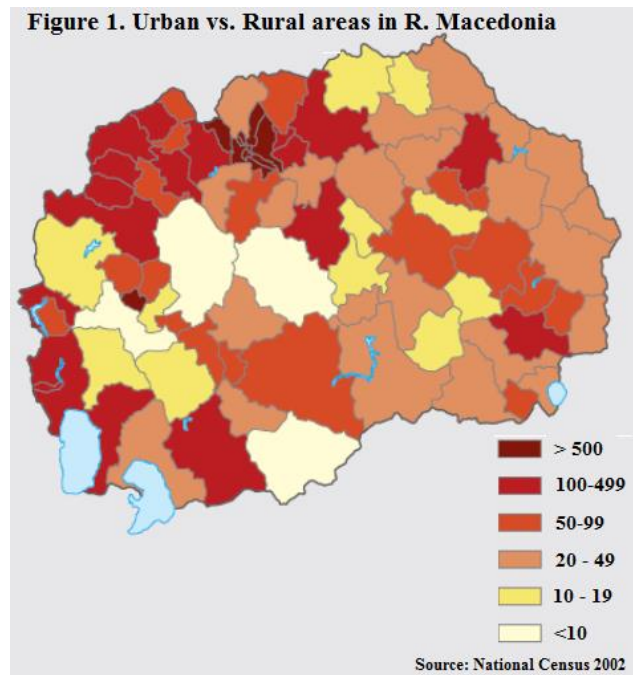 Figure 1. Urban vs. Rural areas in R. Macedonia
> 500
100-499
50-99
20 - 49
10 - 19
<10
Source: National Census 2002